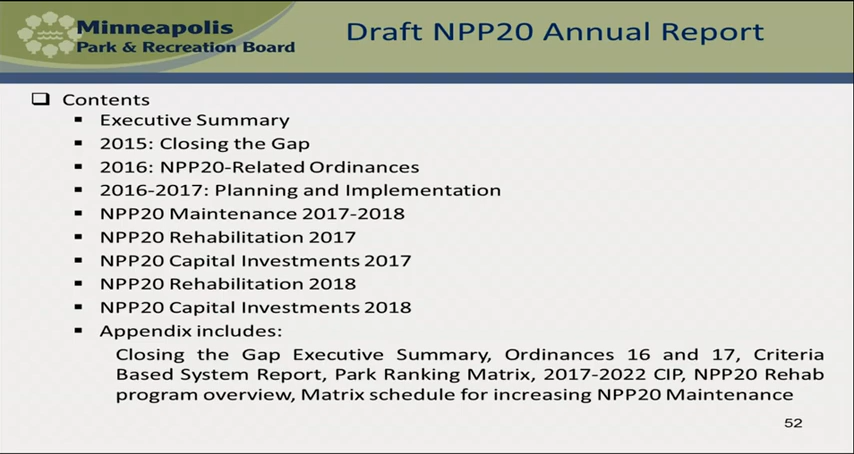 Minneapolis
Park & Recreation Board
Draft NPP20 Annual Report
Contents
Executive Summary
2015: Closing the Gap
2016: NPP20-Related Ordinances
2016-2017: Planning and Implementation
NPP20 Maintenance 2017-2018
NPP20 Rehabilitation 2017
NPP20 Capital Investments 2017
NPP20 Rehabilitation 2018
NPP20 Capital Investments 2018
Appendix includes:
Closing the Gap Executive Summary, Ordinances 16 and 17, Criteria
Based System Report, Park Ranking Matrix, 2017-2022 CIP, NPP20 Rehab
program overview, Matrix schedule for increasing NPP20 Maintenance
52